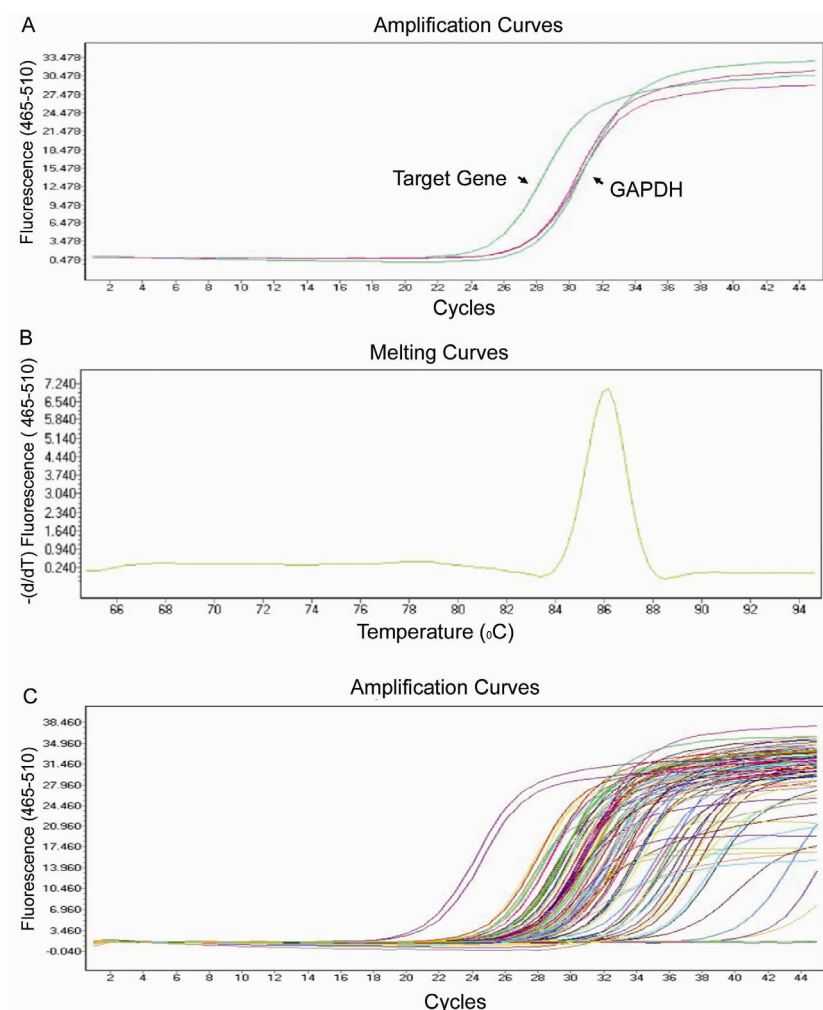 A
Amplification Curves
Fluorescence (465-510)
33.478
30.478
27.478
24.478
21.478
18.478
15.478
12.478
9.478
6.478
3.478
0.478
Target Gene
GAPDH
2 4 6 8 10 12 14 16 18 20 22 24 26 28 30 32 34 36 38 40 42 44
Cycles
B
Melting Curves
-(d/dT) Fluorescence ( 465-510)
7.240
6.540
5.840
5.140
4.440
3.740
3.040
2.340
1.640
0.940
0.240
66 68 70 72 74 76 78 80 82 84 86 88 90 92 94
Temperature (₀C)
C
Amplification Curves
Fluorescence (465-510)
38.460
34.960
31.460
27.960
24.460
20.960
17.460
13.960
10.460
6.960
3.460
-0.040
2 4 6 8 10 12 14 16 18 20 22 24 26 28 30 32 34 36 38 40 42 44
Cycles